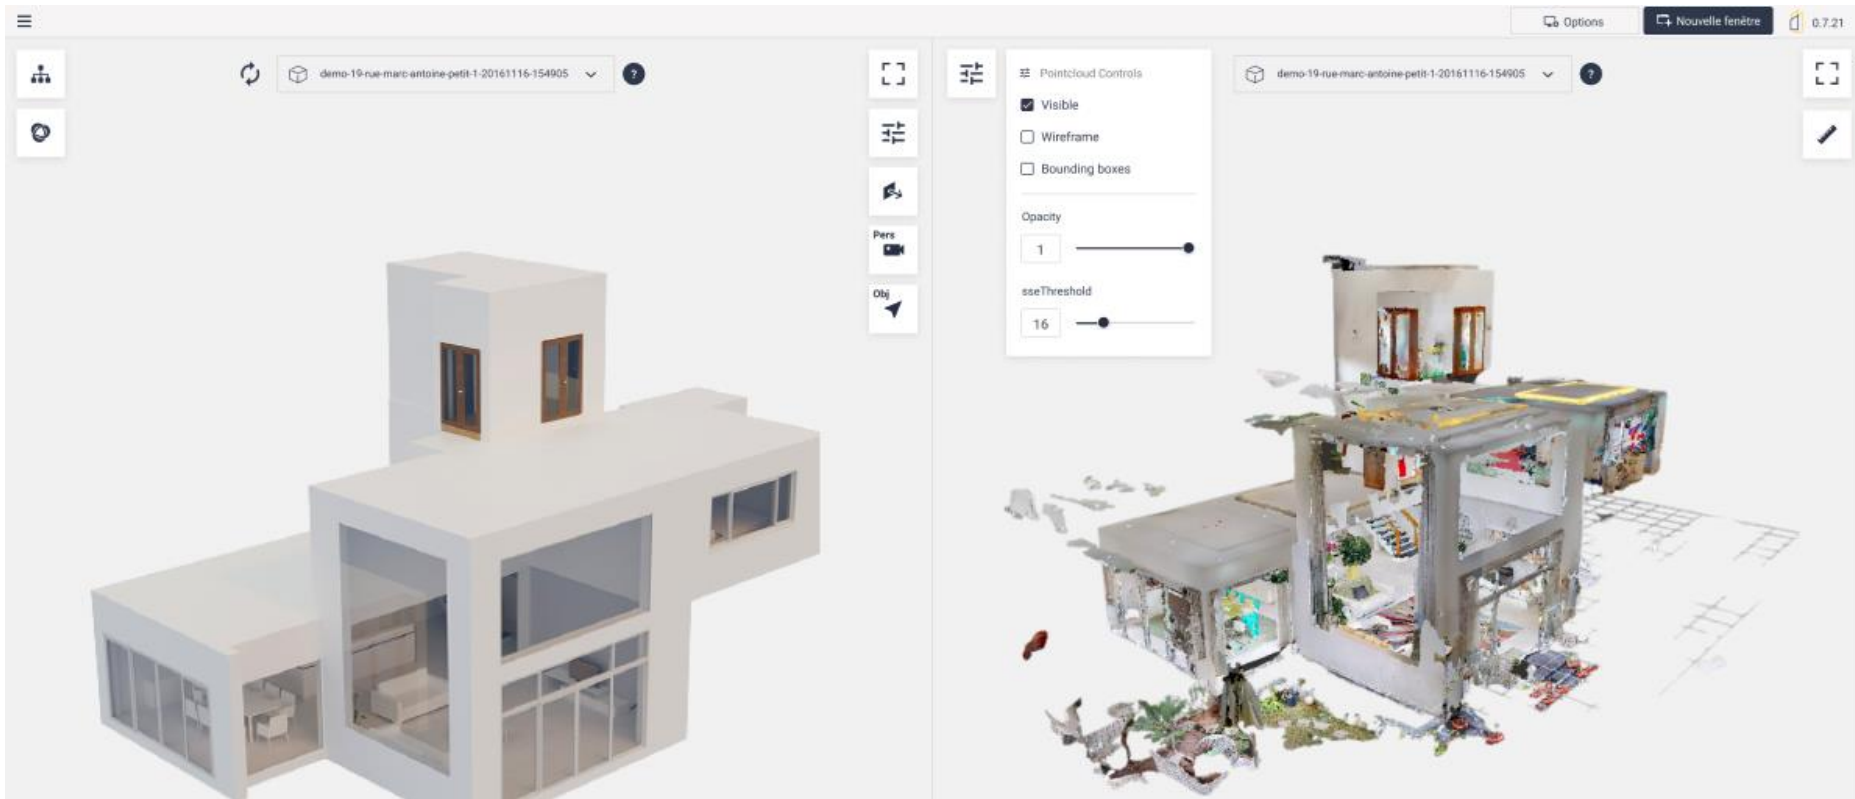 Options
Nouvelle fenêtre
0.7.21
demo-19-rue-marc-antoine-petit-1-20161116-154905
?
Pers
Obj
Pointcloud Controls
Visible
Wireframe
Bounding boxes
Opacity
1
sseThreshold
16
demo-19-rue-marc-antoine-petit-1-20161116-154905
?